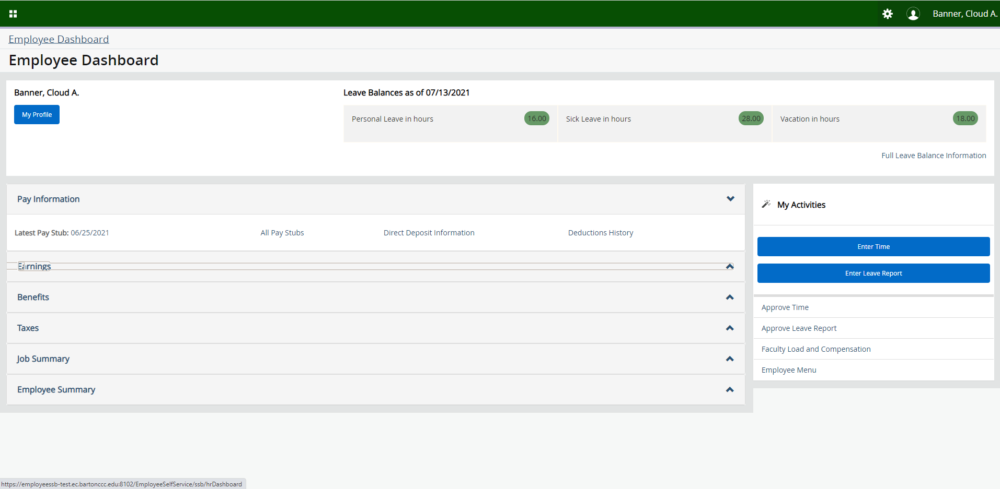 Banner, Cloud A.
Employee Dashboard
Employee Dashboard
Banner, Cloud A.
My Profile
Leave Balances as of 07/13/2021
Personal Leave in hours 16.00
Sick Leave in hours 28.00
Vacation in hours 18.00
Full Leave Balance Information
Pay Information
Latest Pay Stub: 06/25/2021 All Pay Stubs Direct Deposit Information Deductions History
Earnings
Benefits
Taxes
Job Summary
Employee Summary
My Activities
Enter Time
Enter Leave Report
Approve Time
Approve Leave Report
Faculty Load and Compensation
Employee Menu
https://employeessb-test.ec.bartonccc.edu:8102/EmployeeSelfService/ssb/hrDashboard